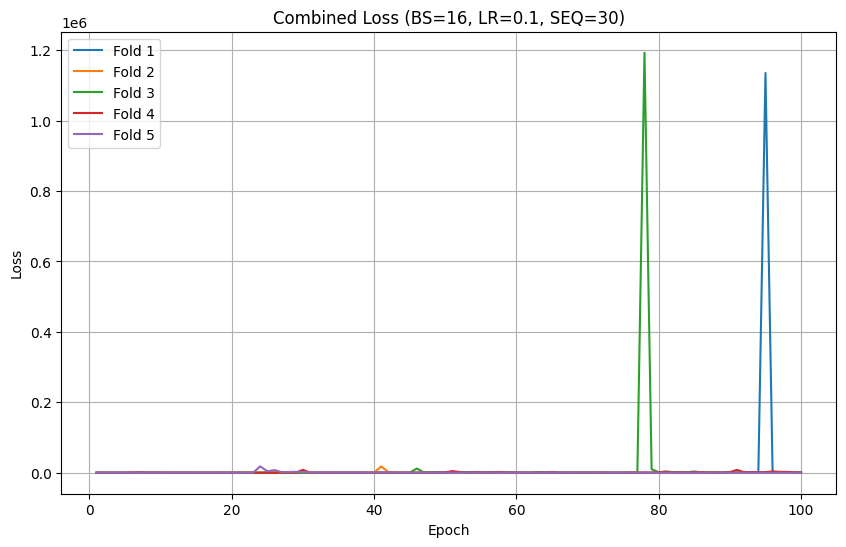 Combined Loss (BS=16, LR=0.1, SEQ=30)
1e6
1.2
1.0
0.8
0.6
0.4
0.2
0.0
Loss
Fold 1
Fold 2
Fold 3
Fold 4
Fold 5
0 20 40 60 80 100
Epoch